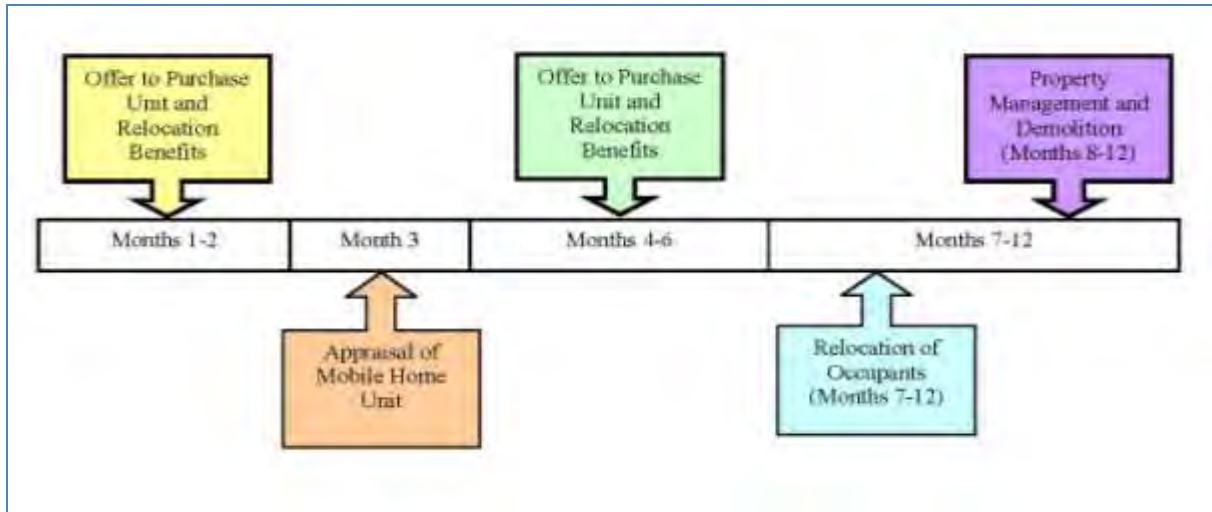 Offer to Purchase
Unit and
Relocation
Benefits
Offer to Purchase
Unit and
Relocation
Benefits
Property
Management and
Demolition
(Months 8-12)
Months 1-2
Month 3
Months 4-6
Months 7-12
Appraisal of
Mobile Home
Unit
Relocation of
Occupants
(Months 7-12)